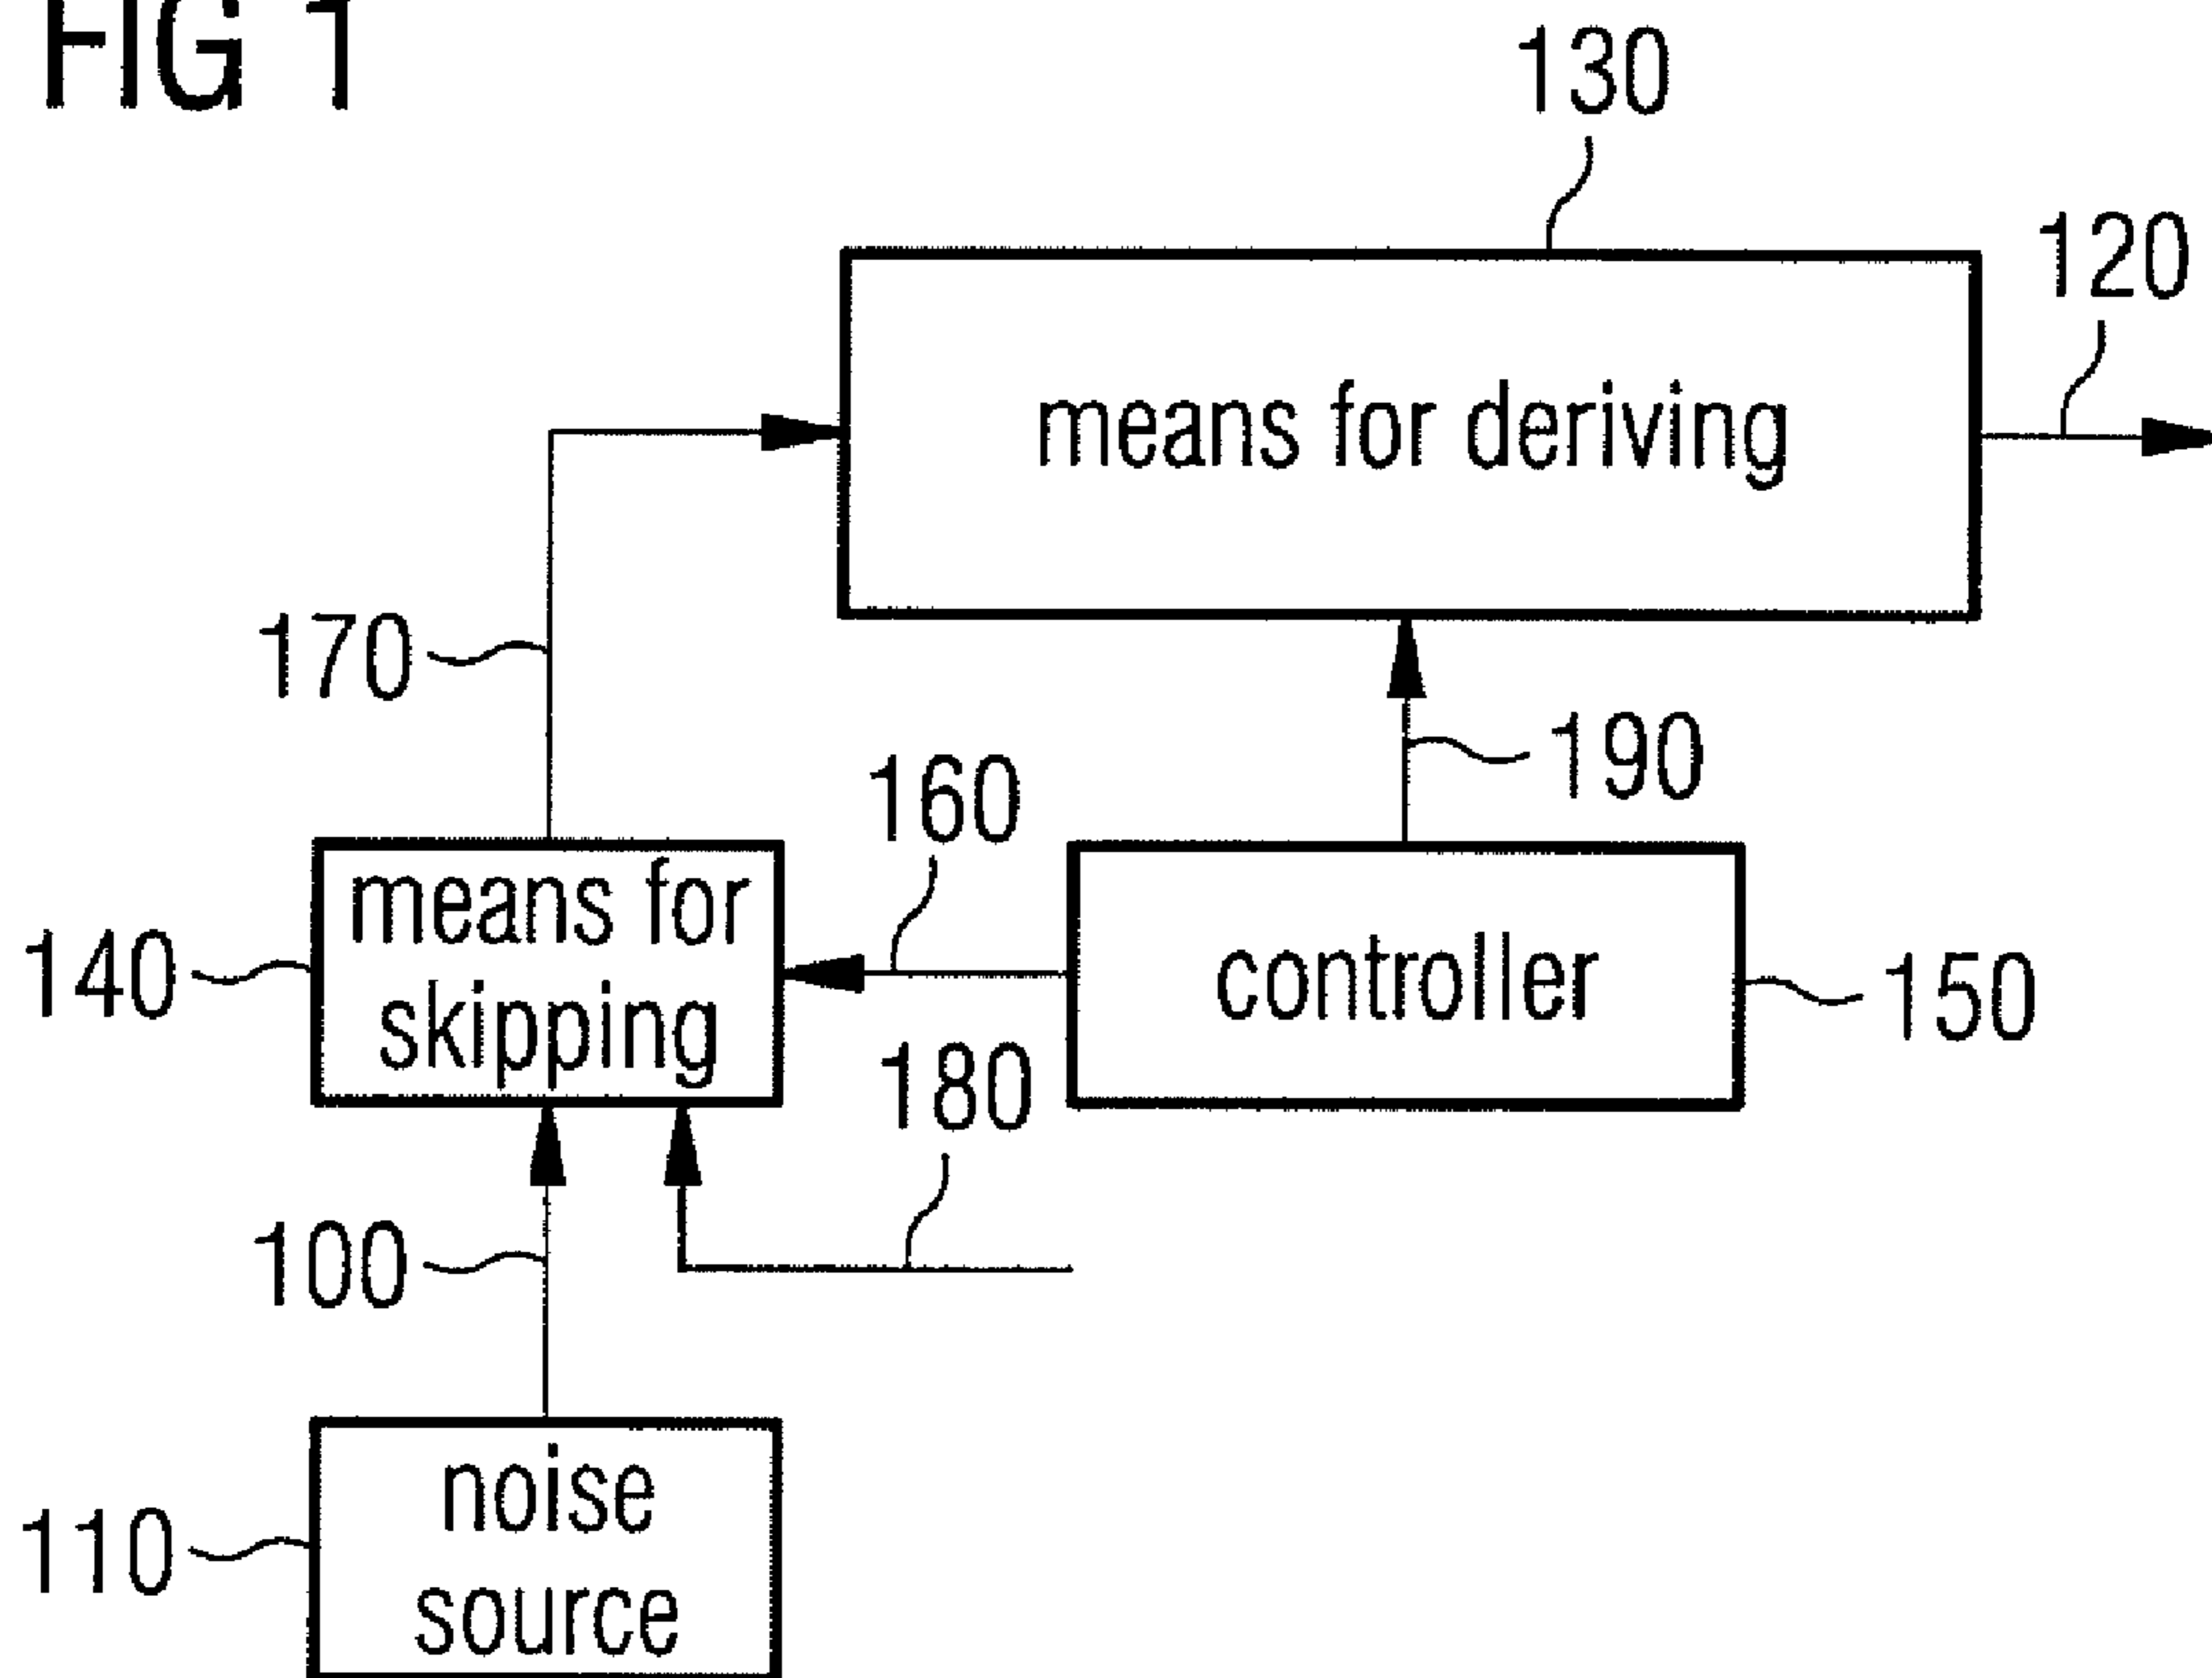 FIG 1
130
120
means for deriving
170
190
160
means for
skipping
140
controller
150
180
100
noise
source
110